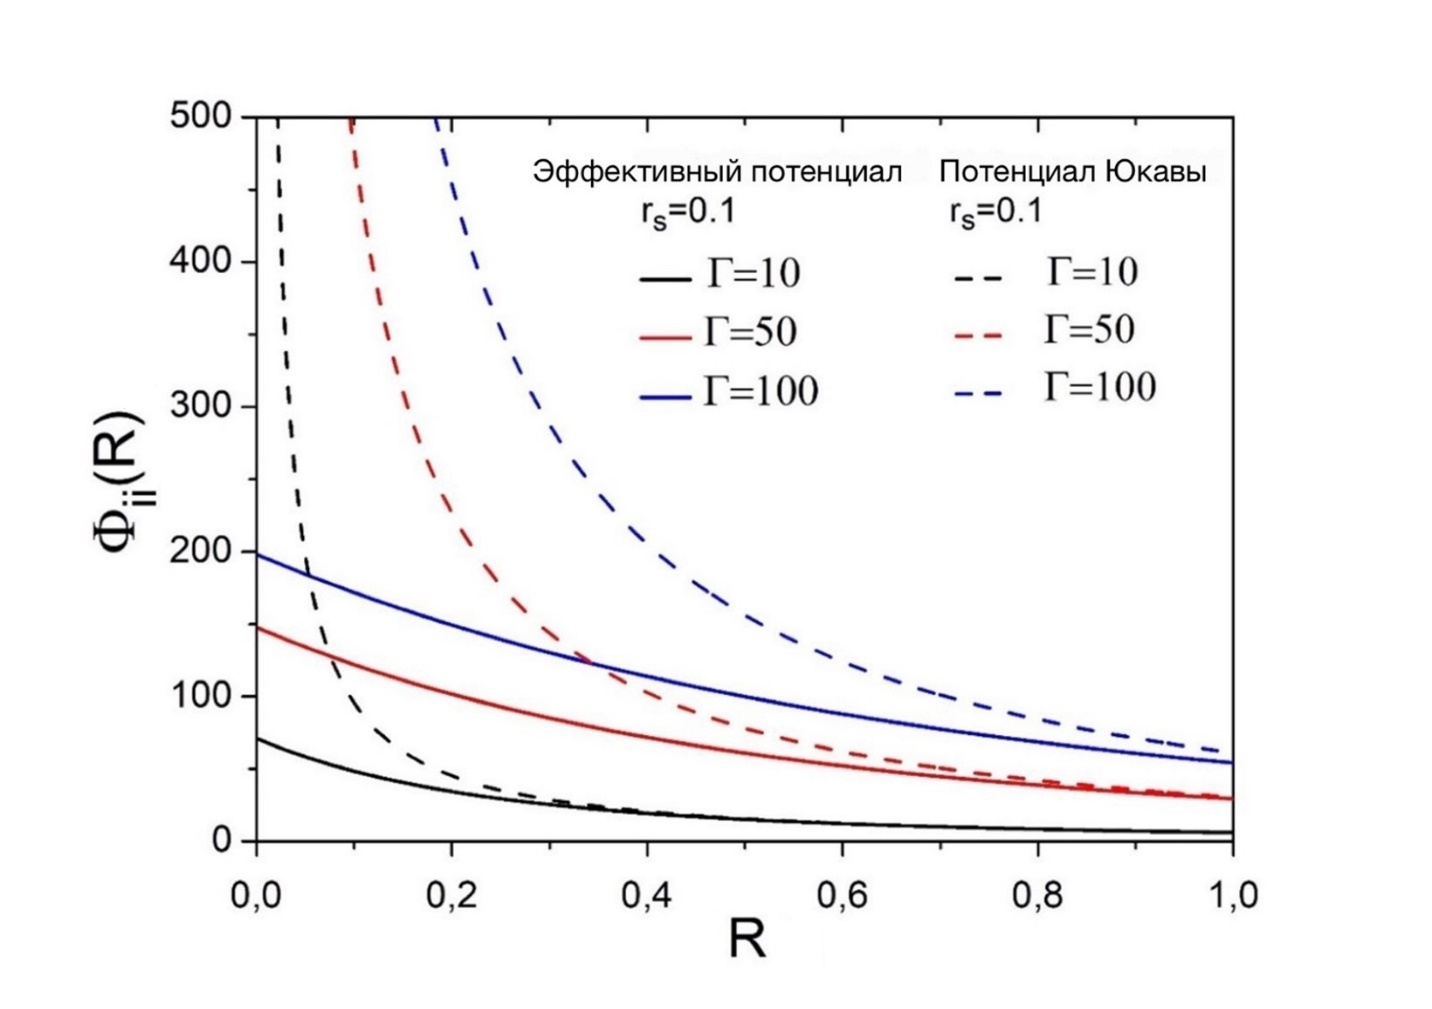 500
400
300
200
100
0
Φii(R)
Эффективный потенциал Потенциал Юкавы
rs=0.1 rs=0.1
Γ=10 Γ=10
Γ=50 Γ=50
Γ=100 Γ=100
0,0 0,2 0,4 0,6 0,8 1,0
R